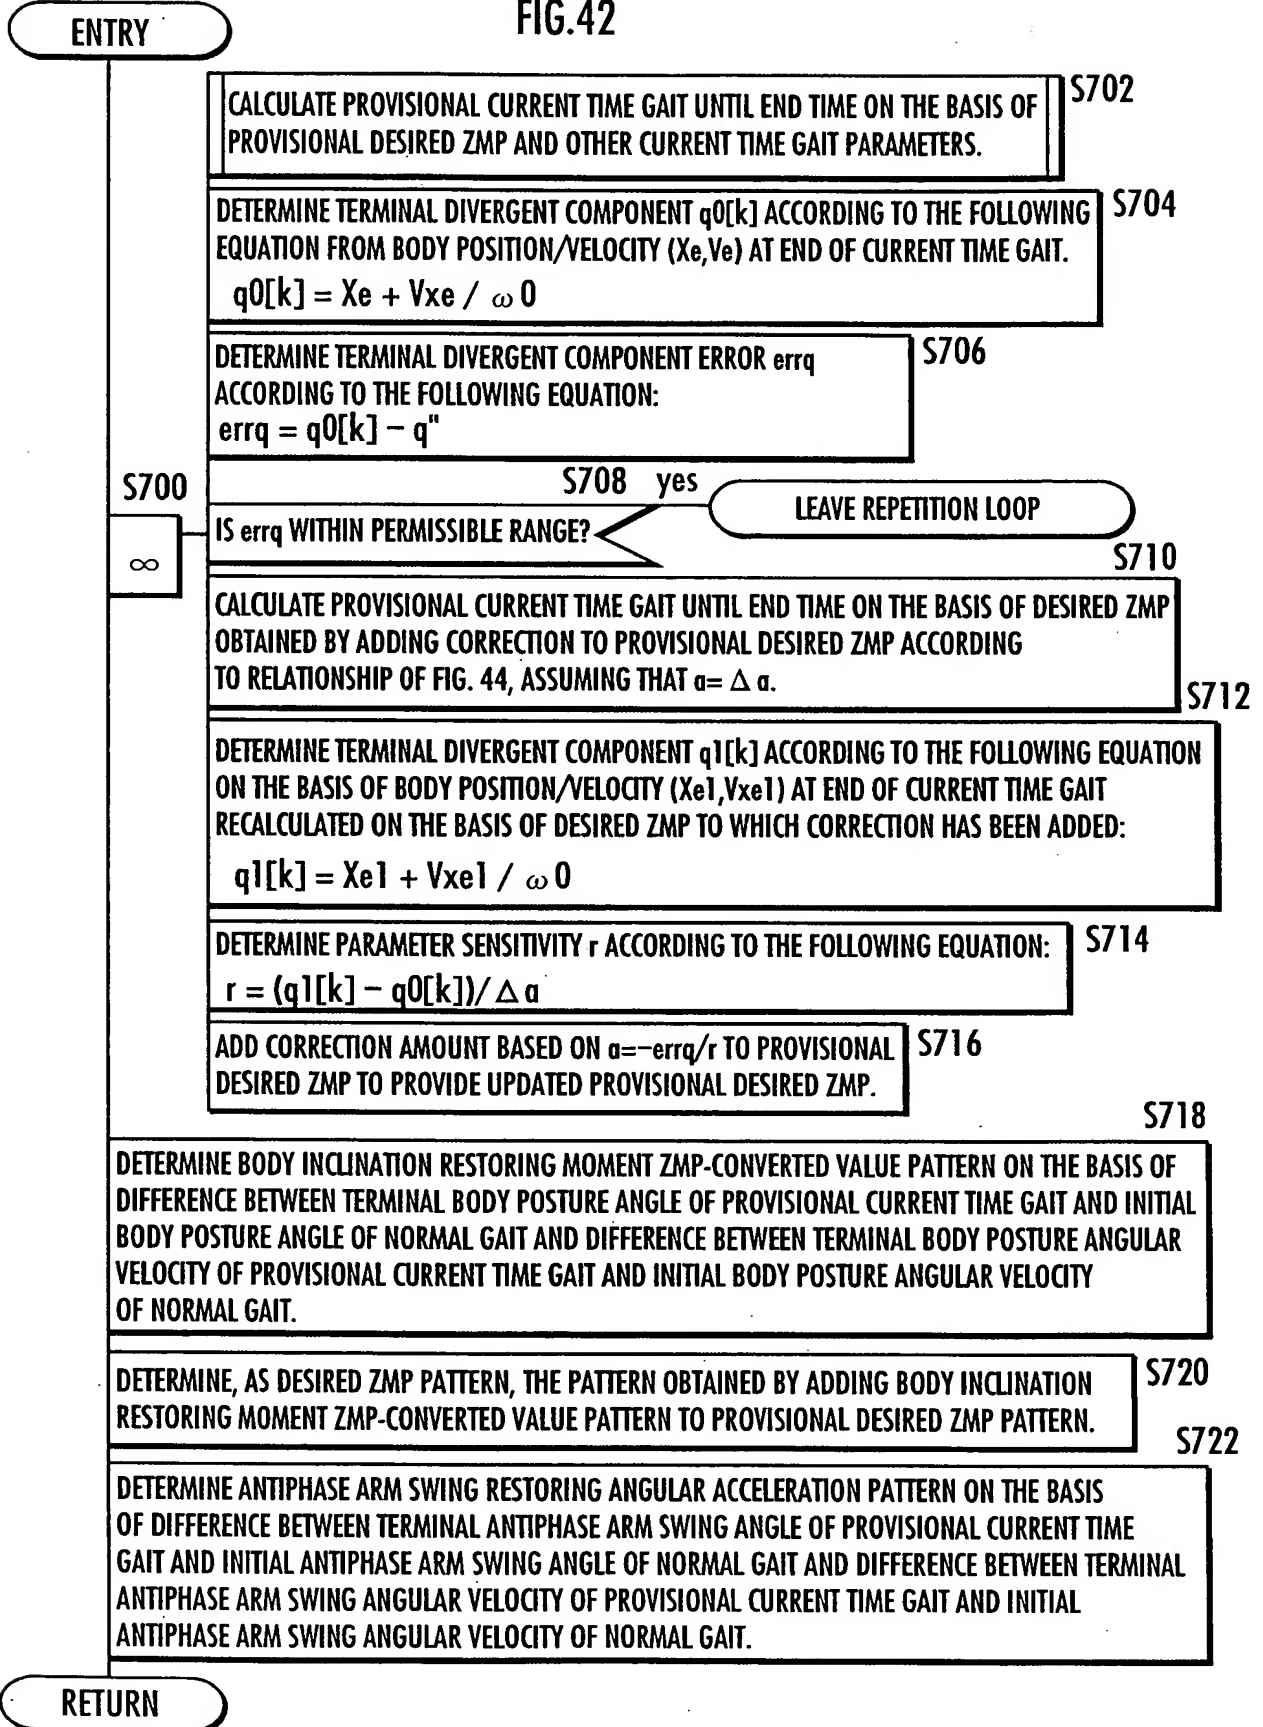 FIG.42
ENTRY
S702
CALCULATE PROVISIONAL CURRENT TIME GAIT UNTIL END TIME ON THE BASIS OF
PROVISIONAL DESIRED ZMP AND OTHER CURRENT TIME GAIT PARAMETERS.
S704
DETERMINE TERMINAL DIVERGENT COMPONENT q0[k] ACCORDING TO THE FOLLOWING
EQUATION FROM BODY POSITION/VELOCITY (Xe,Ve) AT END OF CURRENT TIME GAIT.
q0[k] = Xe + Vxe / ω0
S706
DETERMINE TERMINAL DIVERGENT COMPONENT ERROR errq
ACCORDING TO THE FOLLOWING EQUATION:
errq = q0[k] − q"
S700
∞
S708 yes
IS errq WITHIN PERMISSIBLE RANGE?
LEAVE REPETITION LOOP
S710
CALCULATE PROVISIONAL CURRENT TIME GAIT UNTIL END TIME ON THE BASIS OF DESIRED ZMP
OBTAINED BY ADDING CORRECTION TO PROVISIONAL DESIRED ZMP ACCORDING
TO RELATIONSHIP OF FIG. 44, ASSUMING THAT a= Δa.
S712
DETERMINE TERMINAL DIVERGENT COMPONENT q1[k] ACCORDING TO THE FOLLOWING EQUATION
ON THE BASIS OF BODY POSITION/VELOCITY (Xe1,Vxe1) AT END OF CURRENT TIME GAIT
RECALCULATED ON THE BASIS OF DESIRED ZMP TO WHICH CORRECTION HAS BEEN ADDED:
q1[k] = Xe1 + Vxe1 / ω0
S714
DETERMINE PARAMETER SENSITIVITY r ACCORDING TO THE FOLLOWING EQUATION:
r = (q1[k] − q0[k])/Δa
S716
ADD CORRECTION AMOUNT BASED ON a=−errq/r TO PROVISIONAL
DESIRED ZMP TO PROVIDE UPDATED PROVISIONAL DESIRED ZMP.
S718
DETERMINE BODY INCLINATION RESTORING MOMENT ZMP-CONVERTED VALUE PATTERN ON THE BASIS OF
DIFFERENCE BETWEEN TERMINAL BODY POSTURE ANGLE OF PROVISIONAL CURRENT TIME GAIT AND INITIAL
BODY POSTURE ANGLE OF NORMAL GAIT AND DIFFERENCE BETWEEN TERMINAL BODY POSTURE ANGULAR
VELOCITY OF PROVISIONAL CURRENT TIME GAIT AND INITIAL BODY POSTURE ANGULAR VELOCITY
OF NORMAL GAIT.
S720
DETERMINE, AS DESIRED ZMP PATTERN, THE PATTERN OBTAINED BY ADDING BODY INCLINATION
RESTORING MOMENT ZMP-CONVERTED VALUE PATTERN TO PROVISIONAL DESIRED ZMP PATTERN.
S722
DETERMINE ANTIPHASE ARM SWING RESTORING ANGULAR ACCELERATION PATTERN ON THE BASIS
OF DIFFERENCE BETWEEN TERMINAL ANTIPHASE ARM SWING ANGLE OF PROVISIONAL CURRENT TIME
GAIT AND INITIAL ANTIPHASE ARM SWING ANGLE OF NORMAL GAIT AND DIFFERENCE BETWEEN TERMINAL
ANTIPHASE ARM SWING ANGULAR VELOCITY OF PROVISIONAL CURRENT TIME GAIT AND INITIAL
ANTIPHASE ARM SWING ANGULAR VELOCITY OF NORMAL GAIT.
RETURN